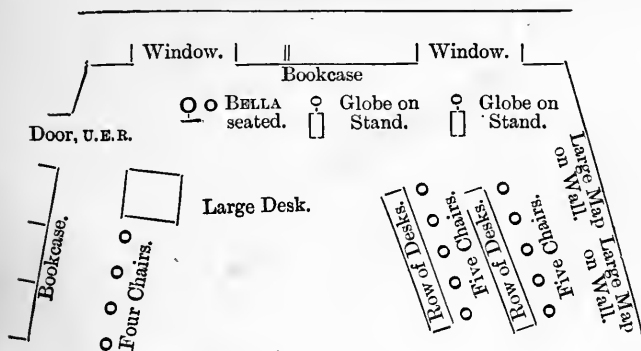 Window.
Window.
Bookcase
BELLA
seated.
Globe on
Stand.
Globe on
Stand.
Door, U.E.R.
Large Desk.
Bookcase.
Four Chairs.
Row of Desks.
Five Chairs.
Row of Desks.
Five Chairs.
Large Map
on Wall.
Large Map
on Wall.